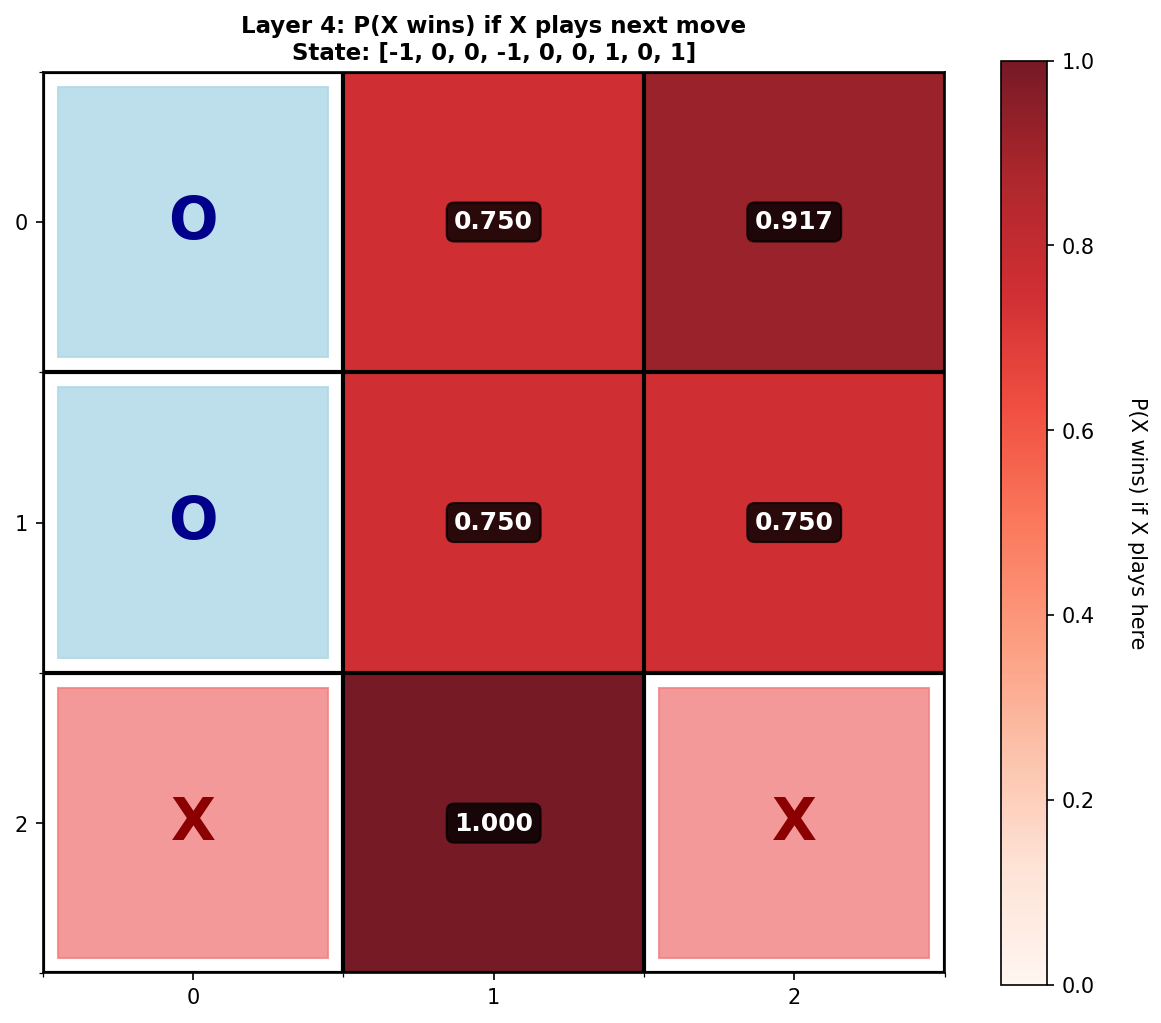 Layer 4: P(X wins) if X plays next move
State: [-1, 0, 0, -1, 0, 0, 1, 0, 1]
0
O
0.750
0.917
1
O
0.750
0.750
2
X
1.000
X
0
1
2
1.0
0.8
0.6
0.4
0.2
0.0
P(X wins) if X plays here